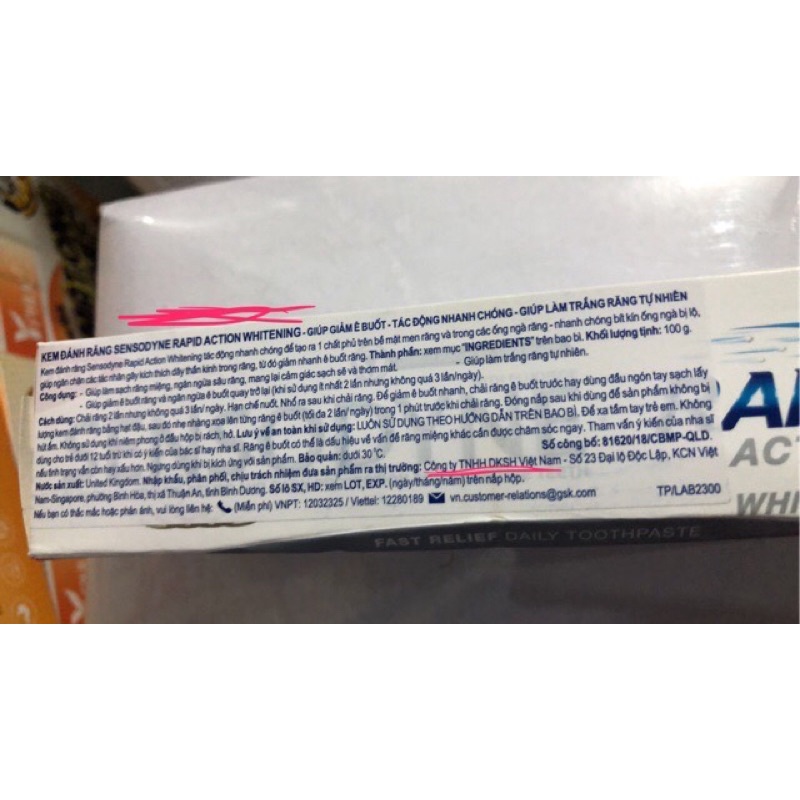 KEM ĐÁNH RĂNG SENSODYNE RAPID ACTION WHITENING - GIÚP GIẢM Ê BUỐT - TÁC ĐỘNG NHANH CHÓNG - GIÚP LÀM TRẮNG RĂNG TỰ NHIÊN
Kem đánh răng Sensodyne Rapid Action Whitening tác động nhanh chóng để tạo ra 1 chất phủ trên bề mặt men răng và trong các ống ngà răng - nhanh chóng bít kín ống ngà bị lộ,
giúp ngăn chặn các tác nhân gây kích thích dây thần kinh trong răng, từ đó giảm nhanh ê buốt răng. Thành phần: xem mục "INGREDIENTS" trên bao bì. Khối lượng tịnh: 100 g.
Công dụng: - Giúp làm sạch răng miệng, ngăn ngừa sâu răng, mang lại cảm giác sạch sẽ và thơm mát. - Giúp làm trắng răng tự nhiên.
- Giúp giảm ê buốt răng và ngăn ngừa ê buốt quay trở lại (khi sử dụng ít nhất 2 lần nhưng không quá 3 lần/ngày).
Cách dùng: Chải răng 2 lần nhưng không quá 3 lần/ ngày. Hạn chế nuốt. Nhổ ra sau khi chải răng. Để giảm ê buốt nhanh, chải răng ê buốt trước hay dùng đầu ngón tay sạch lấy
lượng kem đánh răng bằng hạt đậu, sau đó nhẹ nhàng xoa lên từng răng ê buốt (tối đa 2 lần/ ngày) trong 1 phút trước khi chải răng. Đóng nắp sau khi dùng để sản phẩm không bị
hút ẩm. Không sử dụng khi niêm phong ở đầu hộp bị rách, hở. Lưu ý về an toàn khi sử dụng: LUÔN SỬ DỤNG THEO HƯỚNG DẪN TRÊN BAO BÌ. Để xa tầm tay trẻ em. Không
dùng cho trẻ dưới 12 tuổi trừ khi có ý kiến của bác sĩ hay nha sĩ. Răng ê buốt có thể là dấu hiệu về vấn đề răng miệng khác cần được chăm sóc ngay. Tham vấn ý kiến của nha sĩ
nếu tình trạng vẫn còn hay xấu hơn. Ngưng dùng khi bị kích ứng với sản phẩm. Bảo quản: dưới 30 °C. Số công bố: 81620/18/CBMP-QLD.
Nước sản xuất: United Kingdom. Nhập khẩu, phân phối, chịu trách nhiệm đưa sản phẩm ra thị trường: Công ty TNHH DKSH Việt Nam - Số 23 Đại lộ Độc Lập, KCN Việt
Nam-Singapore, phường Bình Hòa, thị xã Thuận An, tỉnh Bình Dương. Số lô SX, HD: xem LOT, EXP. (ngày/tháng/năm) trên nắp hộp.
Nếu bạn có thắc mắc hoặc phản ánh, vui lòng liên hệ: (Miễn phí) VNPT: 12032325 / Viettel: 12280189 vn.customer-relations@gsk.com TP/LAB2300
FAST RELIEF DAILY TOOTHPASTE